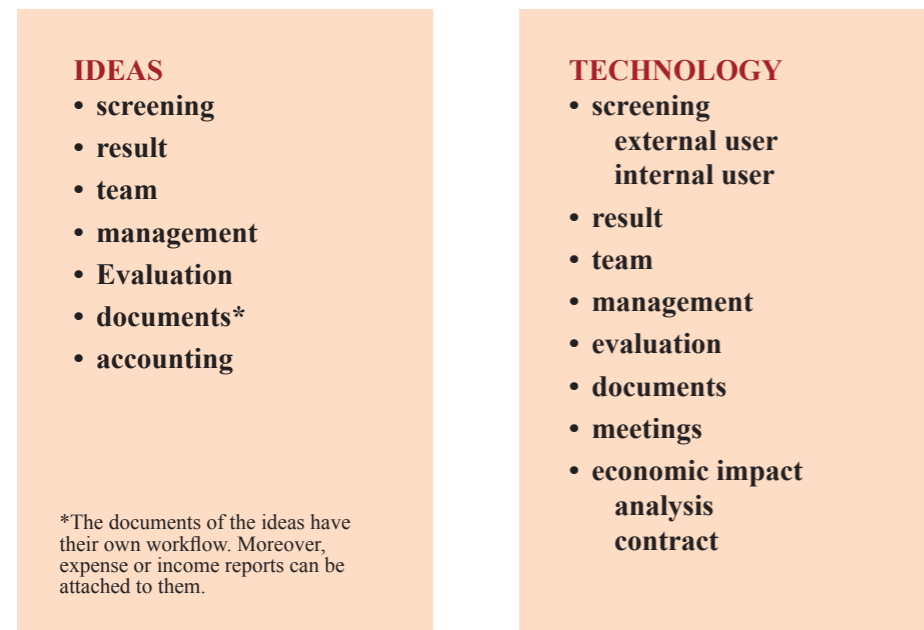 IDEAS
• screening
• result
• team
• management
• Evaluation
• documents*
• accounting
*The documents of the ideas have
their own workflow. Moreover,
expense or income reports can be
attached to them.
TECHNOLOGY
• screening
external user
internal user
• result
• team
• management
• evaluation
• documents
• meetings
• economic impact
analysis
contract